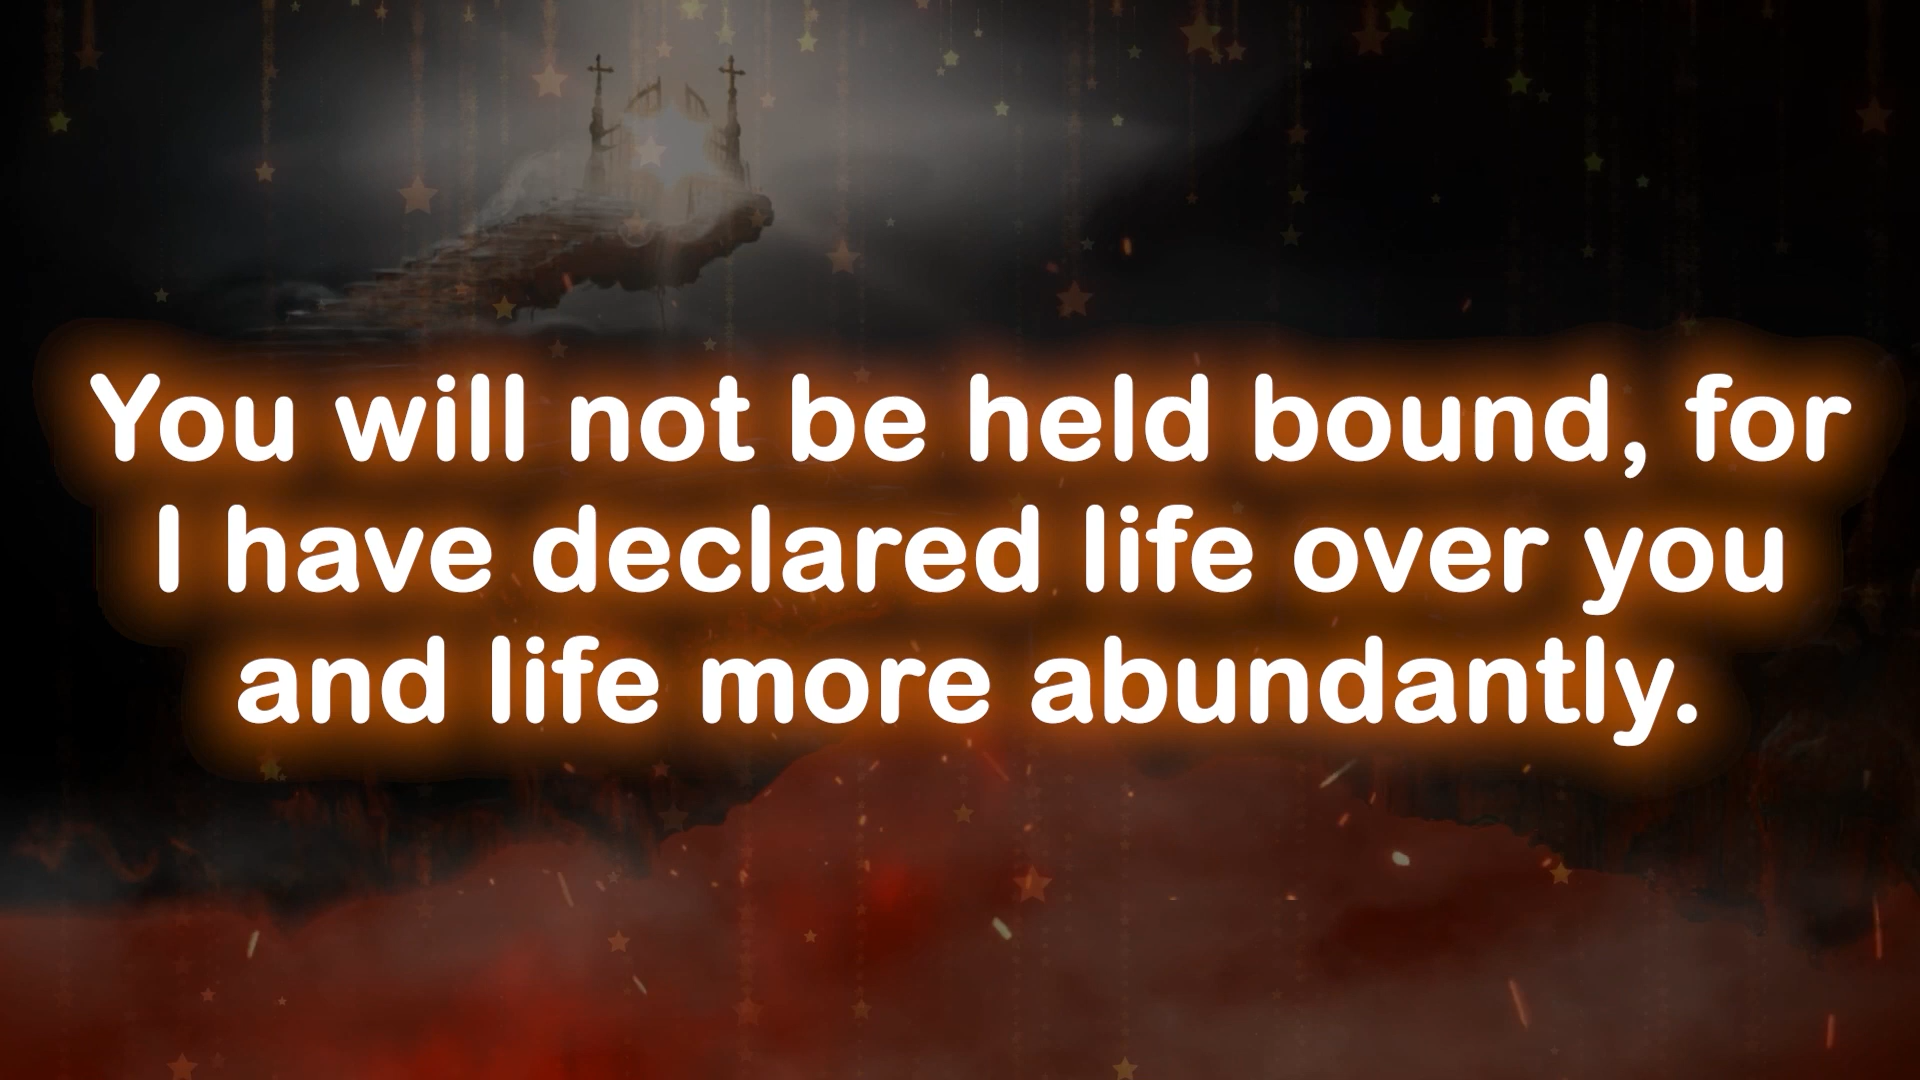 You will not be held bound, for
I have declared life over you
and life more abundantly.